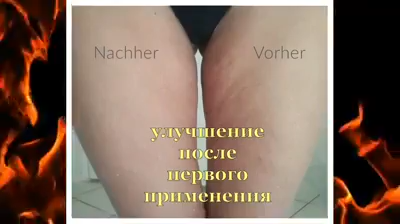 Nachher Vorher
улучшение
после
первого
применения